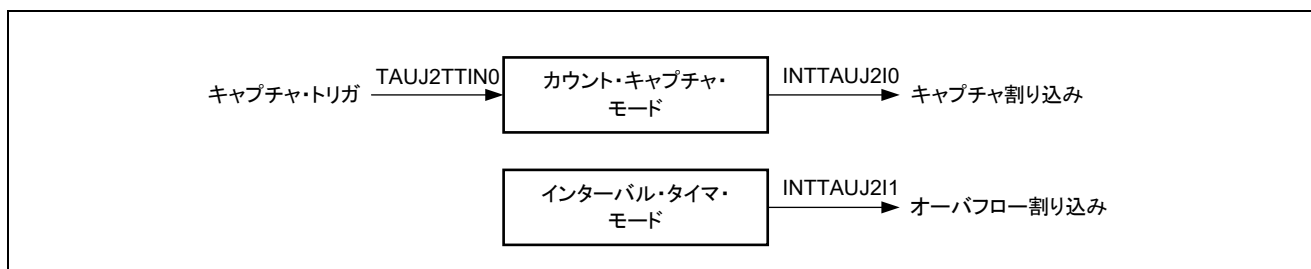 キャプチャ・トリガ
TAUJ2TTIN0
カウント・キャプチャ・
モード
INTTAUJ2I0
キャプチャ割り込み
インターバル・タイマ・
モード
INTTAUJ2I1
オーバフロー割り込み